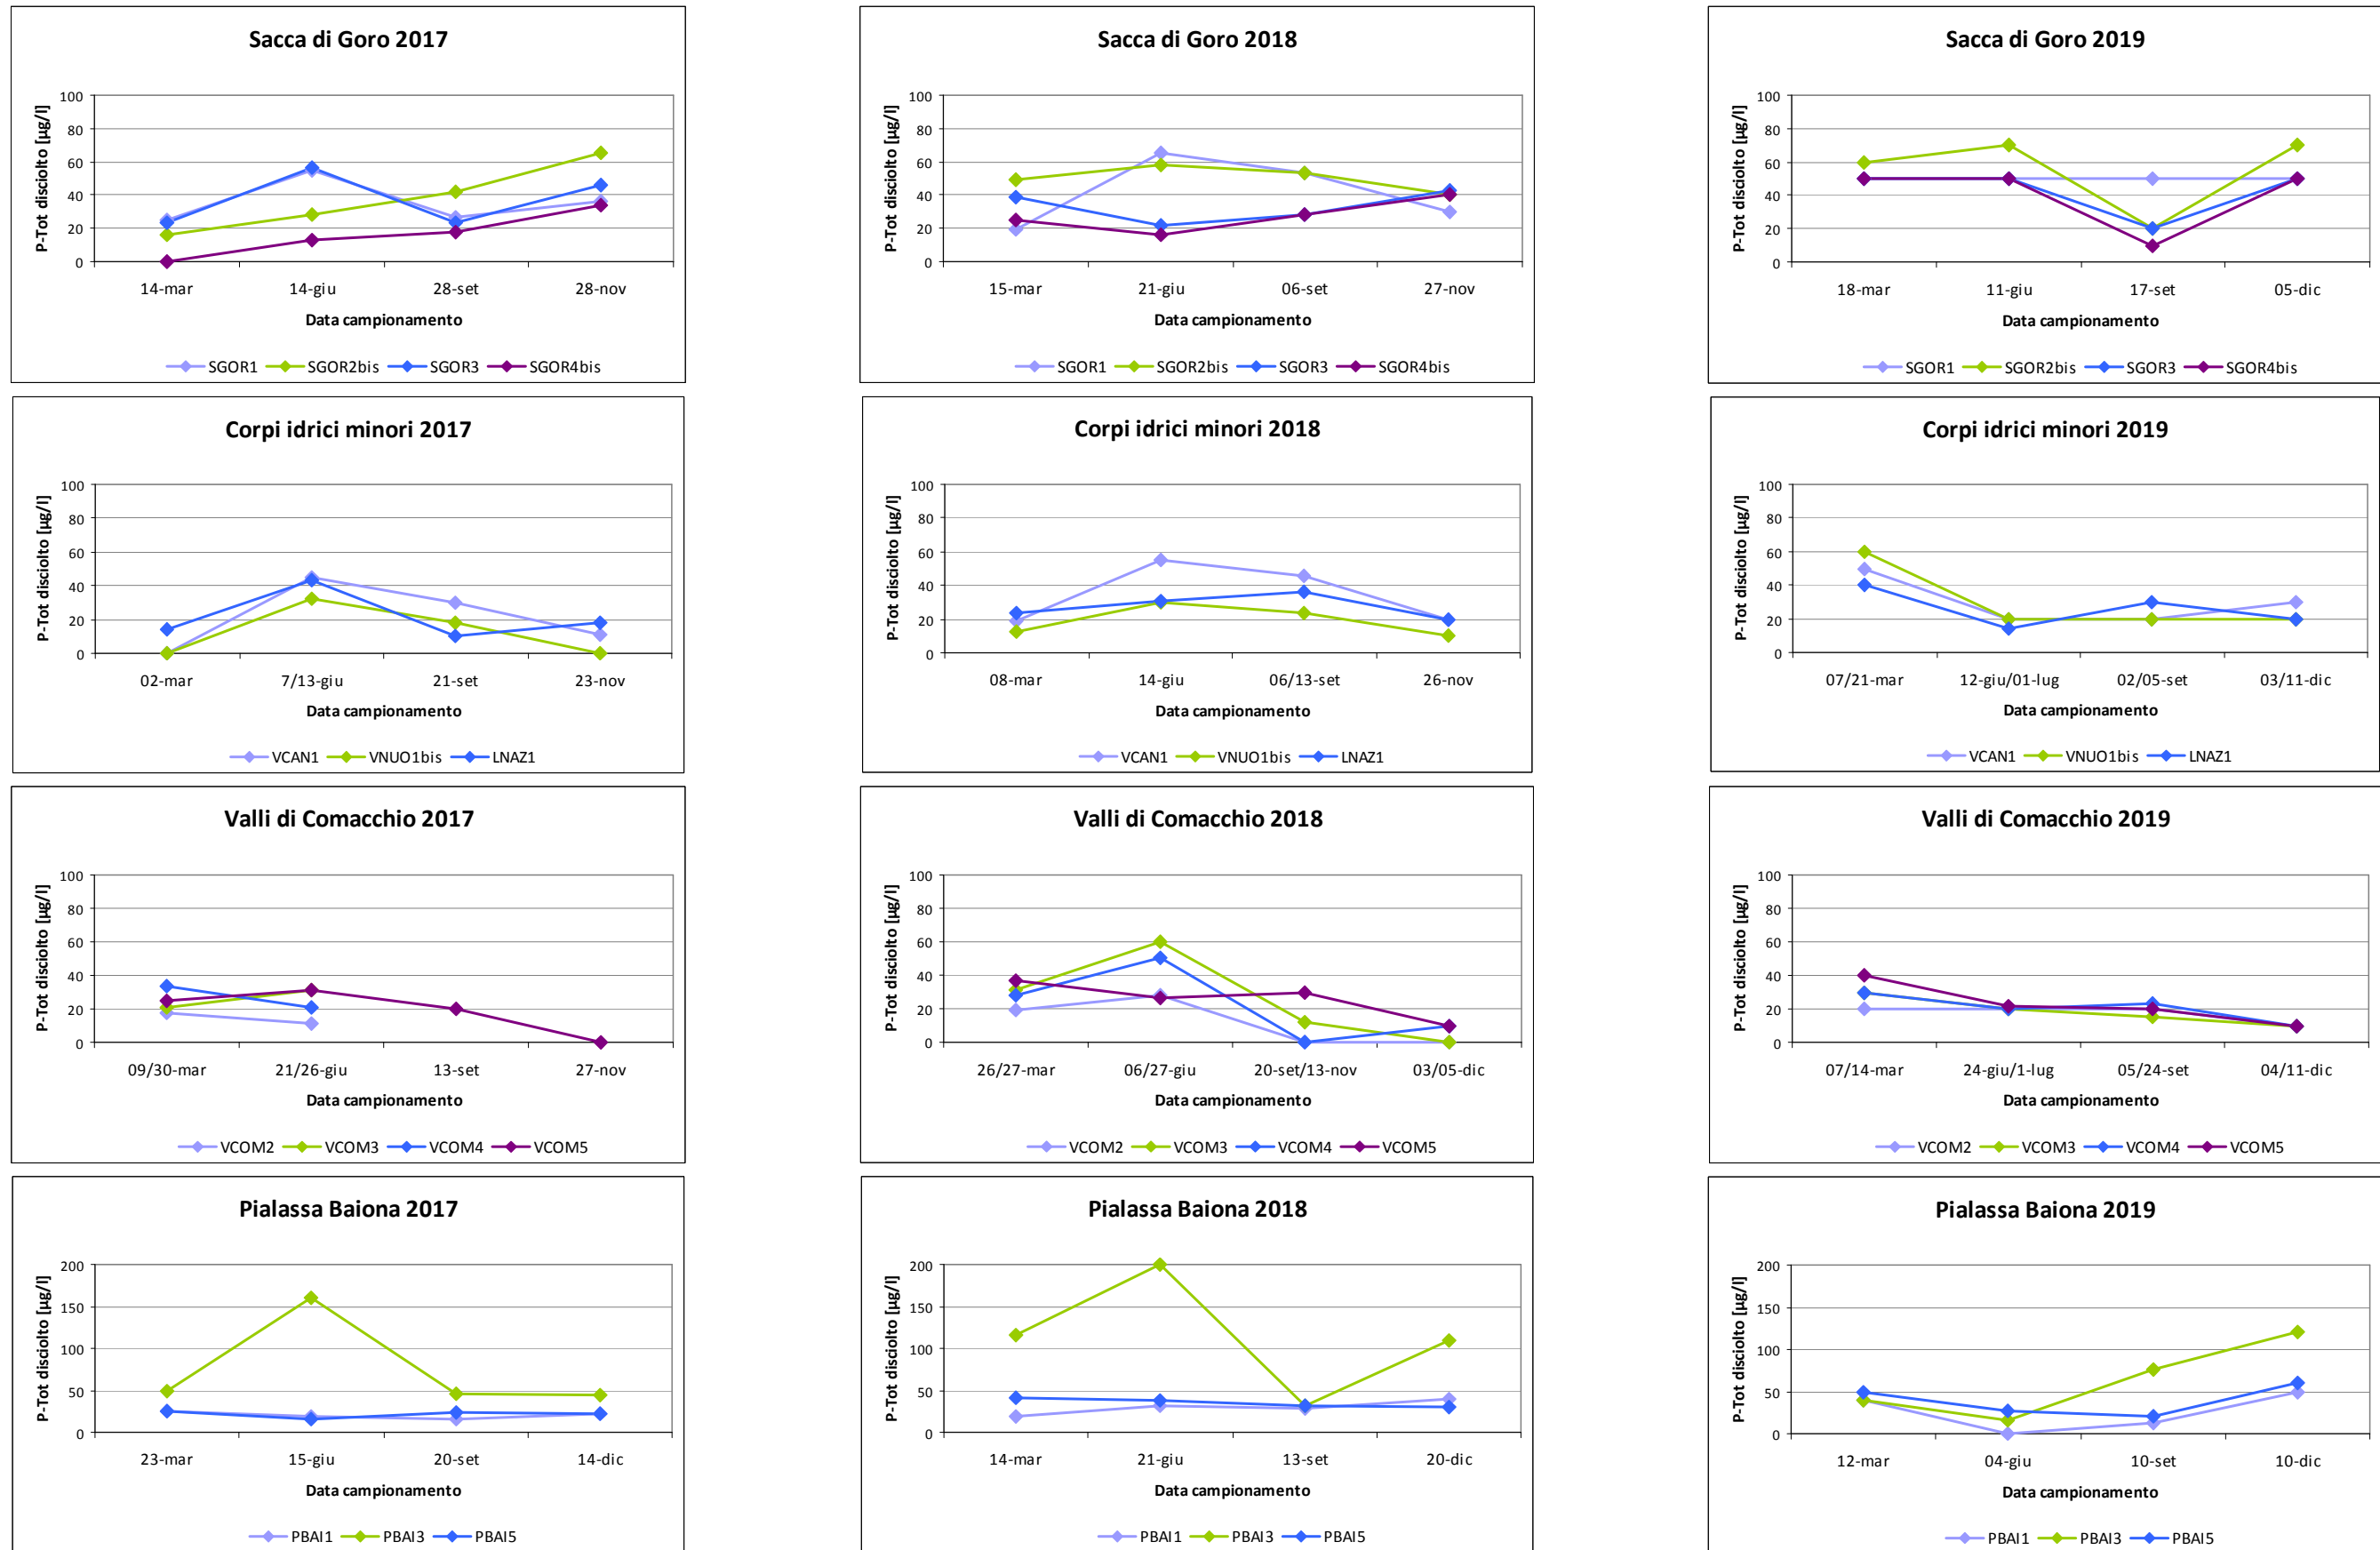 Sacca di Goro 2017
P-Tot disciolto [µg/l]
100
80
60
40
20
0
14-mar 14-giu 28-set 28-nov
Data campionamento
SGOR1 SGOR2bis SGOR3 SGOR4bis
Sacca di Goro 2018
P-Tot disciolto [µg/l]
100
80
60
40
20
0
15-mar 21-giu 06-set 27-nov
Data campionamento
SGOR1 SGOR2bis SGOR3 SGOR4bis
Sacca di Goro 2019
P-Tot disciolto [µg/l]
100
80
60
40
20
0
18-mar 11-giu 17-set 05-dic
Data campionamento
SGOR1 SGOR2bis SGOR3 SGOR4bis
Corpi idrici minori 2017
P-Tot disciolto [µg/l]
100
80
60
40
20
0
02-mar 7/13-giu 21-set 23-nov
Data campionamento
VCAN1 VNUO1bis LNAZ1
Corpi idrici minori 2018
P-Tot disciolto [µg/l]
100
80
60
40
20
0
08-mar 14-giu 06/13-set 26-nov
Data campionamento
VCAN1 VNUO1bis LNAZ1
Corpi idrici minori 2019
P-Tot disciolto [µg/l]
100
80
60
40
20
0
07/21-mar 12-giu/01-lug 02/05-set 03/11-dic
Data campionamento
VCAN1 VNUO1bis LNAZ1
Valli di Comacchio 2017
P-Tot disciolto [µg/l]
100
80
60
40
20
0
09/30-mar 21/26-giu 13-set 27-nov
Data campionamento
VCOM2 VCOM3 VCOM4 VCOM5
Valli di Comacchio 2018
P-Tot disciolto [µg/l]
100
80
60
40
20
0
26/27-mar 06/27-giu 20-set/13-nov 03/05-dic
Data campionamento
VCOM2 VCOM3 VCOM4 VCOM5
Valli di Comacchio 2019
P-Tot disciolto [µg/l]
100
80
60
40
20
0
07/14-mar 24-giu/1-lug 05/24-set 04/11-dic
Data campionamento
VCOM2 VCOM3 VCOM4 VCOM5
Pialassa Baiona 2017
P-Tot disciolto [µg/l]
200
150
100
50
0
23-mar 15-giu 20-set 14-dic
Data campionamento
PBAI1 PBAI3 PBAI5
Pialassa Baiona 2018
P-Tot disciolto [µg/l]
200
150
100
50
0
14-mar 21-giu 13-set 20-dic
Data campionamento
PBAI1 PBAI3 PBAI5
Pialassa Baiona 2019
P-Tot disciolto [µg/l]
200
150
100
50
0
12-mar 04-giu 10-set 10-dic
Data campionamento
PBAI1 PBAI3 PBAI5